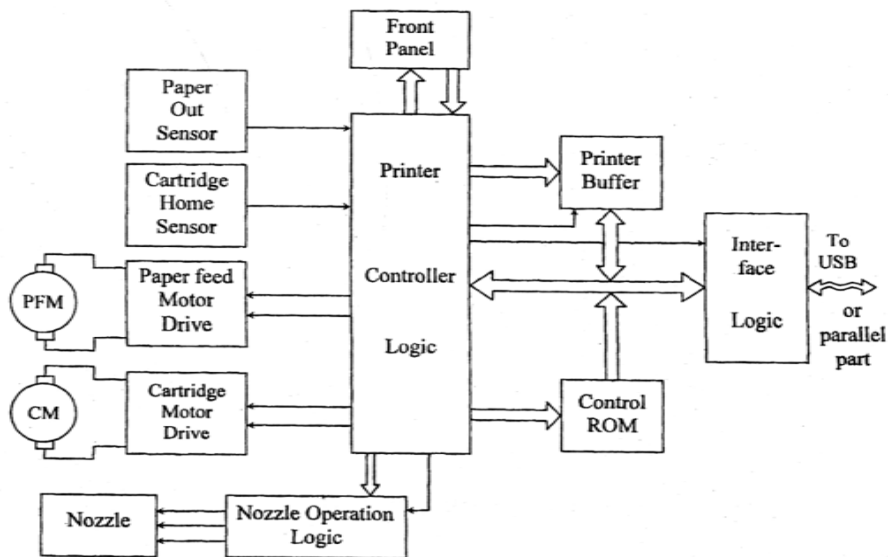 Front
Panel
Paper
Out
Sensor
Printer
Controller
Logic
Printer
Buffer
Cartridge
Home
Sensor
Inter-
face
Logic
To
USB
or
parallel
part
PFM
Paper feed
Motor
Drive
CM
Cartridge
Motor
Drive
Control
ROM
Nozzle
Nozzle Operation
Logic